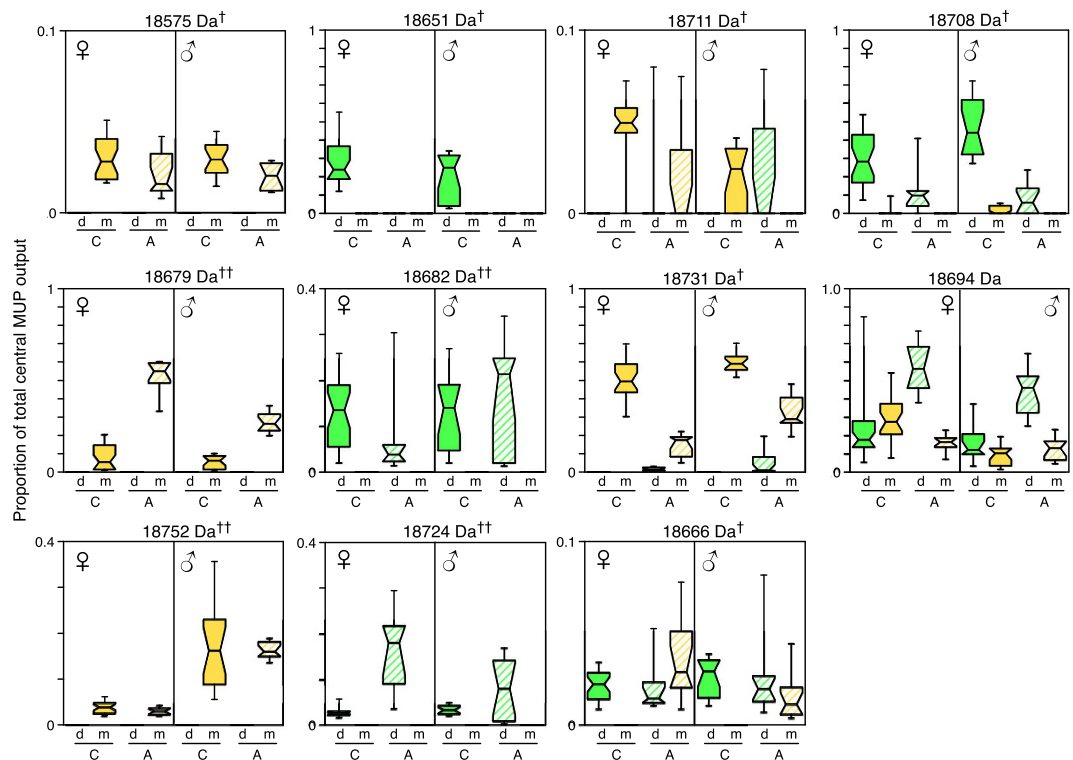 18575 Da† 18651 Da† 18711 Da† 18708 Da†
0.1 ♀ ♂ 1 ♀ ♂ 0.1 ♀ ♂ 1 ♀ ♂
0 0 0 0
d m d m d m d m d m d m d m d m d m d m d m d m d m d m d m d m
C A C A C A C A C A C A C A C A
Proportion of total central MUP output
18679 Da†† 18682 Da†† 18731 Da† 18694 Da
1 ♀ ♂ 0.4 ♀ ♂ 1 ♀ ♂ 1.0 ♀ ♂
0 0 0 0
d m d m d m d m d m d m d m d m d m d m d m d m d m d m d m d m
C A C A C A C A C A C A C A C A
18752 Da†† 18724 Da†† 18666 Da†
0.4 ♀ ♂ 0.4 ♀ ♂ 0.1 ♀ ♂
0 0 0
d m d m d m d m d m d m d m d m d m d m d m d m
C A C A C A C A C A C A